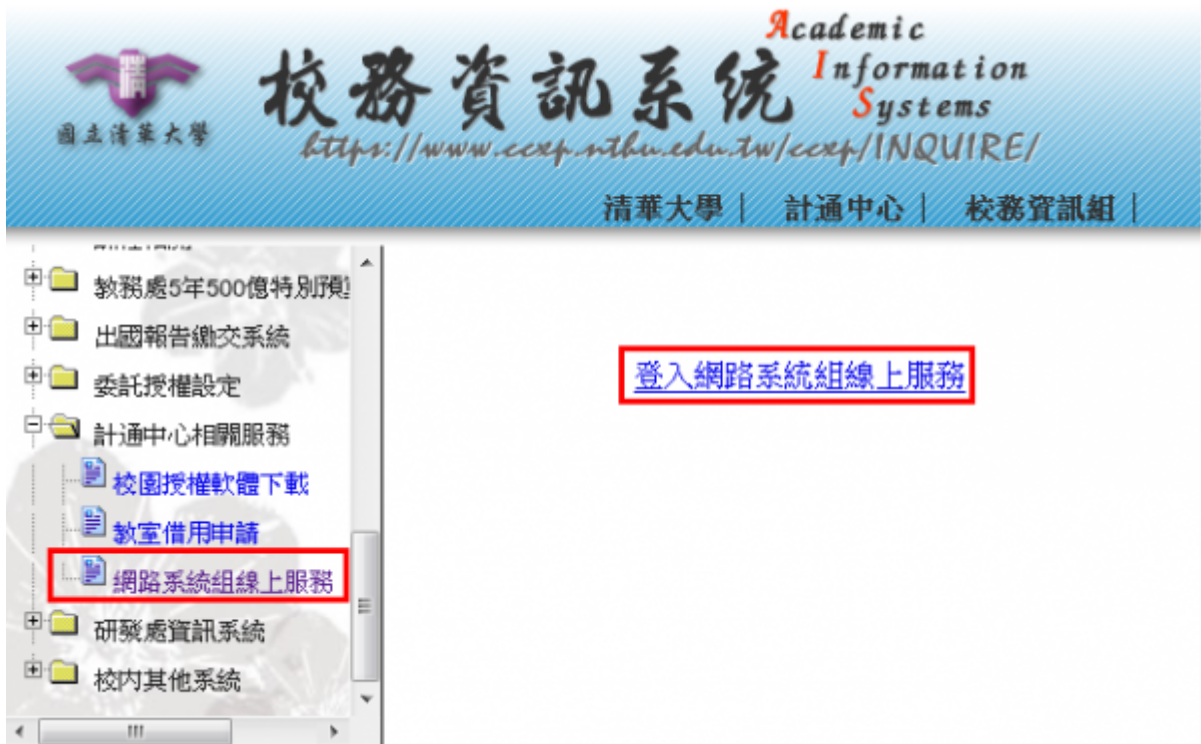 Academic
Information
Systems
校務資訊系統
國立清華大學
https://www.ccxp.nthu.edu.tw/ccxp/INQUIRE/
清華大學｜ 計通中心｜ 校務資訊組｜
教務處5年500億特別預
出國報告繳交系統
委託授權設定
計通中心相關服務
校園授權軟體下載
教室借用申請
網路系統組線上服務
研發處資訊系統
校内其他系統
登入網路系統組線上服務